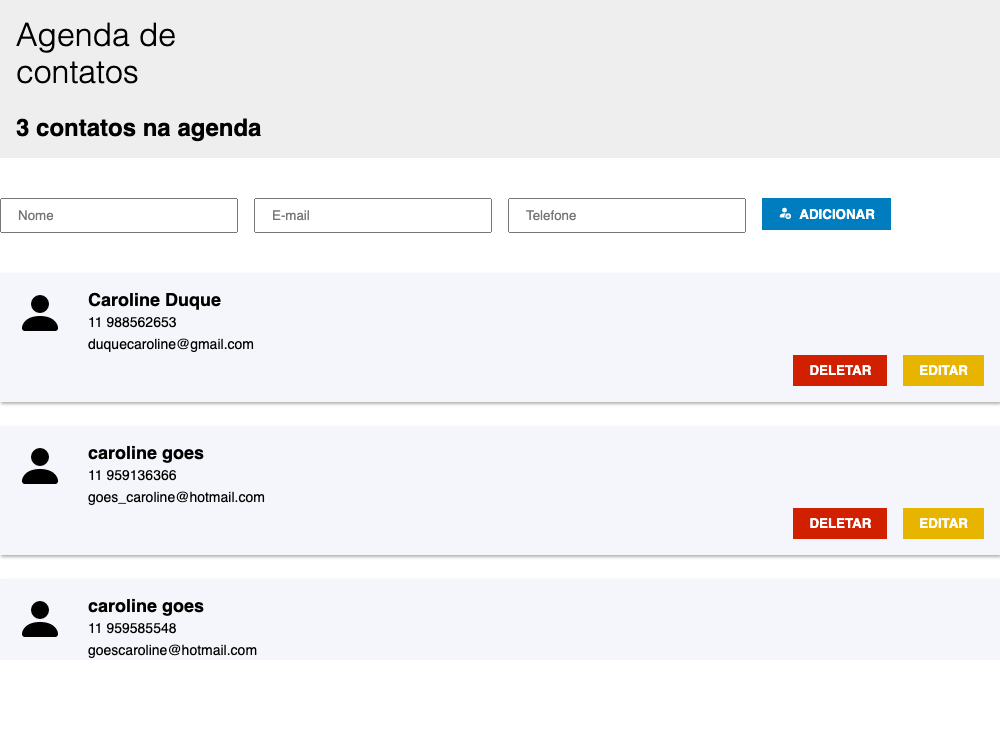 Agenda de
contatos
3 contatos na agenda
Nome
E-mail
Telefone
ADICIONAR
Caroline Duque
11 988562653
duquecaroline@gmail.com
DELETAR
EDITAR
caroline goes
11 959136366
goes_caroline@hotmail.com
DELETAR
EDITAR
caroline goes
11 959585548
goescaroline@hotmail.com